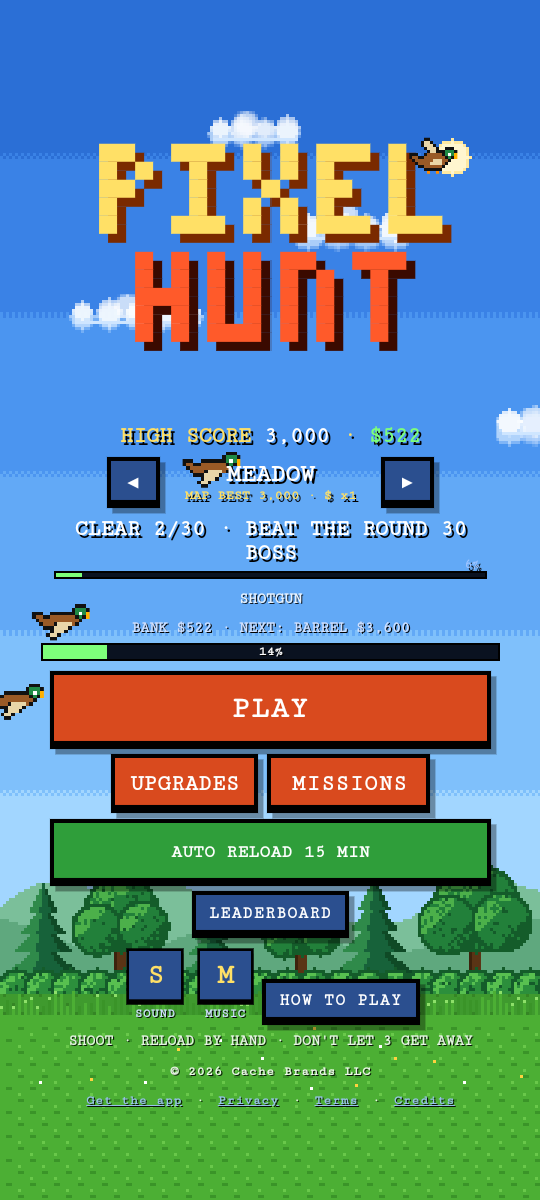 PIXEL
HUNT
HIGH SCORE 3,000 · $522
◄ MEADOW ►
MAP BEST 3,000 · $ x1
CLEAR 2/30 · BEAT THE ROUND 30
BOSS
SHOTGUN
BANK $522 · NEXT: BARREL $3,600
14%
PLAY
UPGRADES MISSIONS
AUTO RELOAD 15 MIN
LEADERBOARD
S M
SOUND MUSIC
HOW TO PLAY
SHOOT · RELOAD BY HAND · DON'T LET 3 GET AWAY
© 2026 Cache Brands LLC
Get the app · Privacy · Terms · Credits